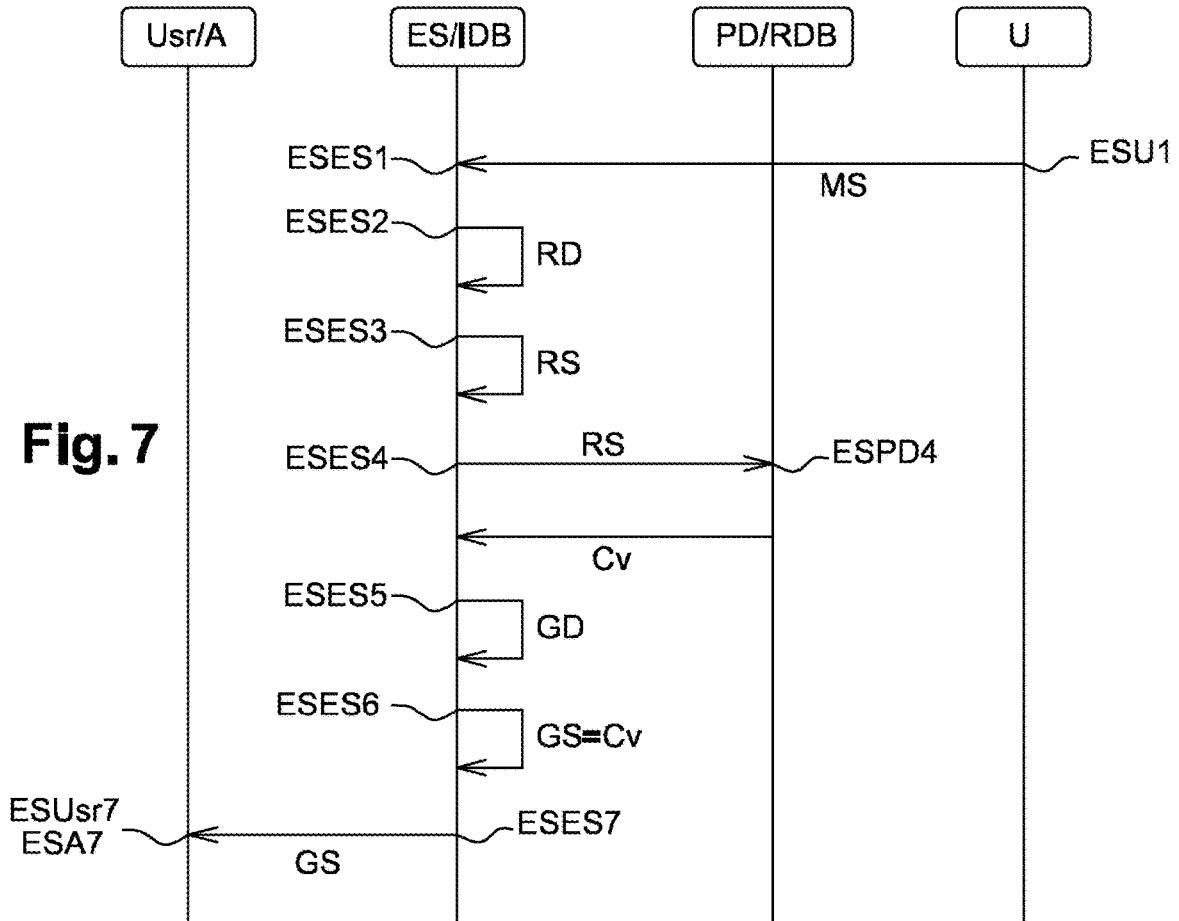 Usr/A
ES/IDB
PD/RDB
U
ESES1
ESU1
MS
ESES2
RD
ESES3
RS
Fig. 7
RS
ESES4
ESPD4
Cv
ESES5
GD
ESES6
GS=Cv
ESUsr7
ESA7
ESES7
GS